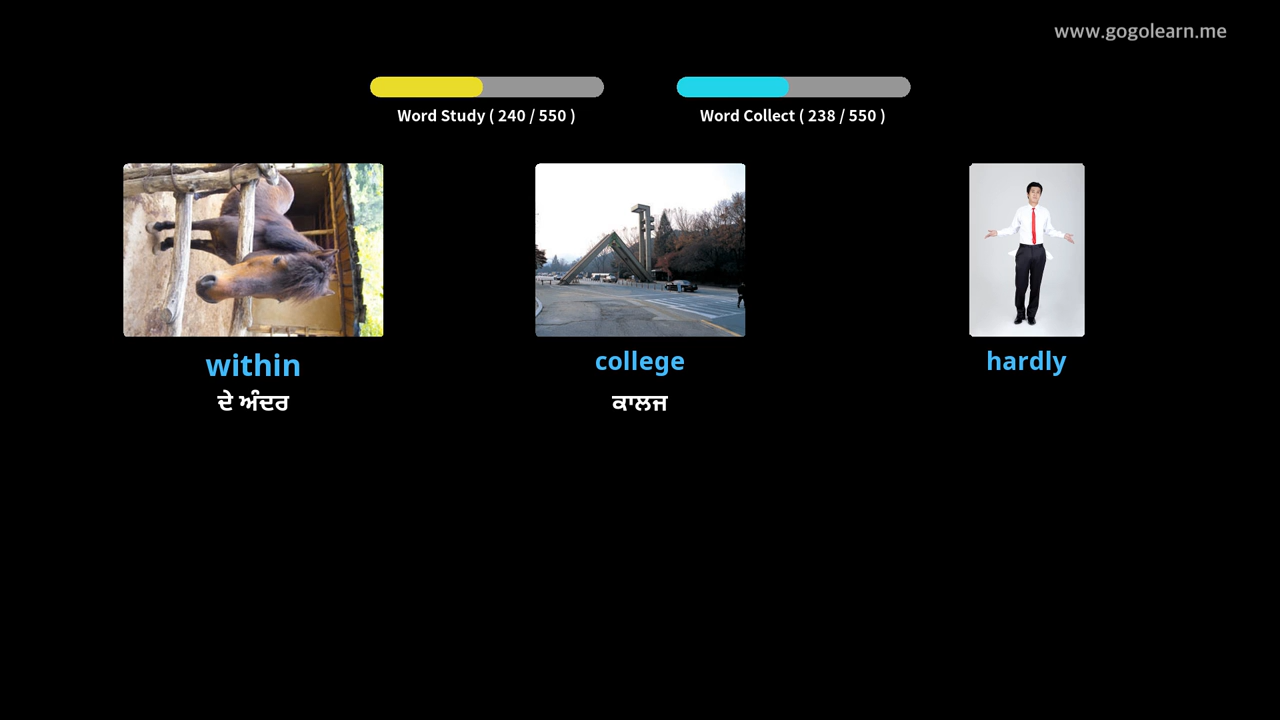 www.gogolearn.me
Word Study ( 240 / 550 )
Word Collect ( 238 / 550 )
within
college
hardly
ਦੇ ਅੰਦਰ
ਕਾਲਜ